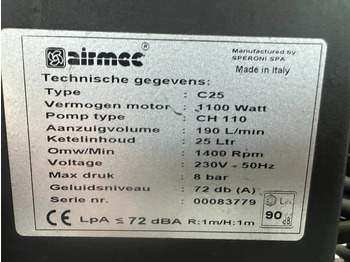 airmec®
Manufactured by
SPERONI SPA
Made in Italy
Technische gegevens:
Type : C25
Vermogen motor : 1100 Watt
Pomp type : CH 110
Aanzuigvolume : 190 L/min
Ketelinhoud : 25 Ltr
Omw/Min : 1400 Rpm
Voltage : 230V - 50Hz
Max druk : 8 bar
Geluidsniveau : 72 db (A)
Serie nr. : 00083779
CE LpA ≤ 72 dBA R:1m/H:1m
90 dB